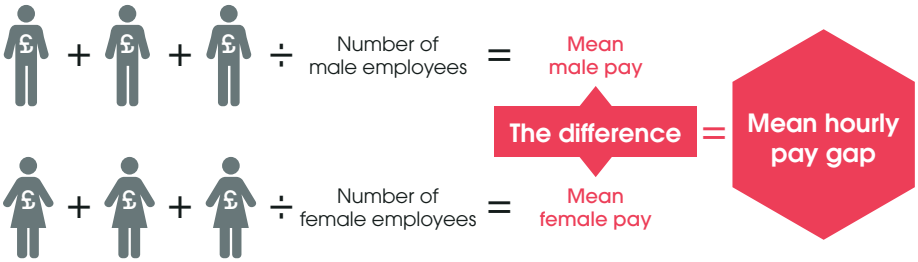 £ + £ + £ ÷ Number of male employees = Mean male pay
The difference = Mean hourly pay gap
£ + £ + £ ÷ Number of female employees = Mean female pay